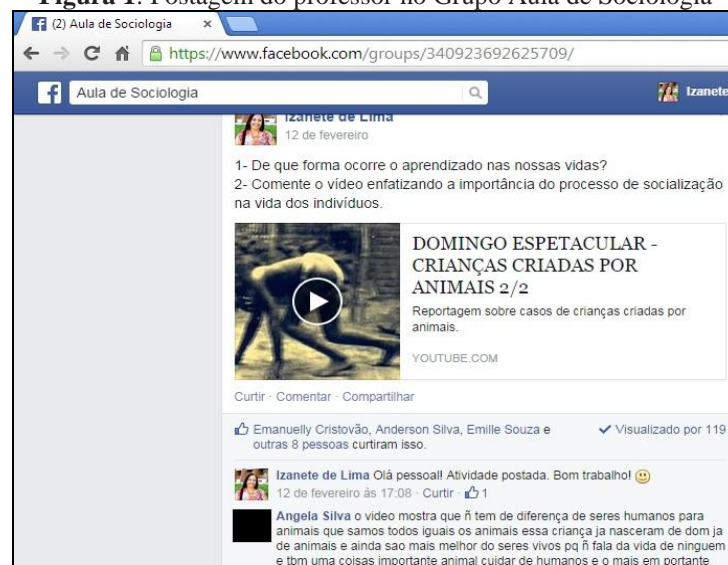 Figura 1: Postagem do professor no Grupo Aula de Sociologia
(2) Aula de Sociologia
https://www.facebook.com/groups/340923692625709/
Aula de Sociologia
Izanete
Izanete de Lima
12 de fevereiro
1- De que forma ocorre o aprendizado nas nossas vidas?
2- Comente o vídeo enfatizando a importância do processo de socialização
na vida dos indivíduos.
DOMINGO ESPETACULAR -
CRIANÇAS CRIADAS POR
ANIMAIS 2/2
Reportagem sobre casos de crianças criadas por
animais.
YOUTUBE.COM
Curtir · Comentar · Compartilhar
Emanuelly Cristovão, Anderson Silva, Emille Souza e
outras 8 pessoas curtiram isso.
Visualizado por 119
Izanete de Lima Olà pessoal! Atividade postada. Bom trabalho!
12 de fevereiro às 17:08 · Curtir · 1
Angela Silva o video mostra que ñ tem de diferença de seres humanos para
animais que samos todos iguais os animais essa criança ja nasceram de dom ja
de animais e ainda sao mais melhor do seres vivos pq ñ fala da vida de ninguem
e tbm uma coisas importante animal cuidar de humanos e o mais em portante